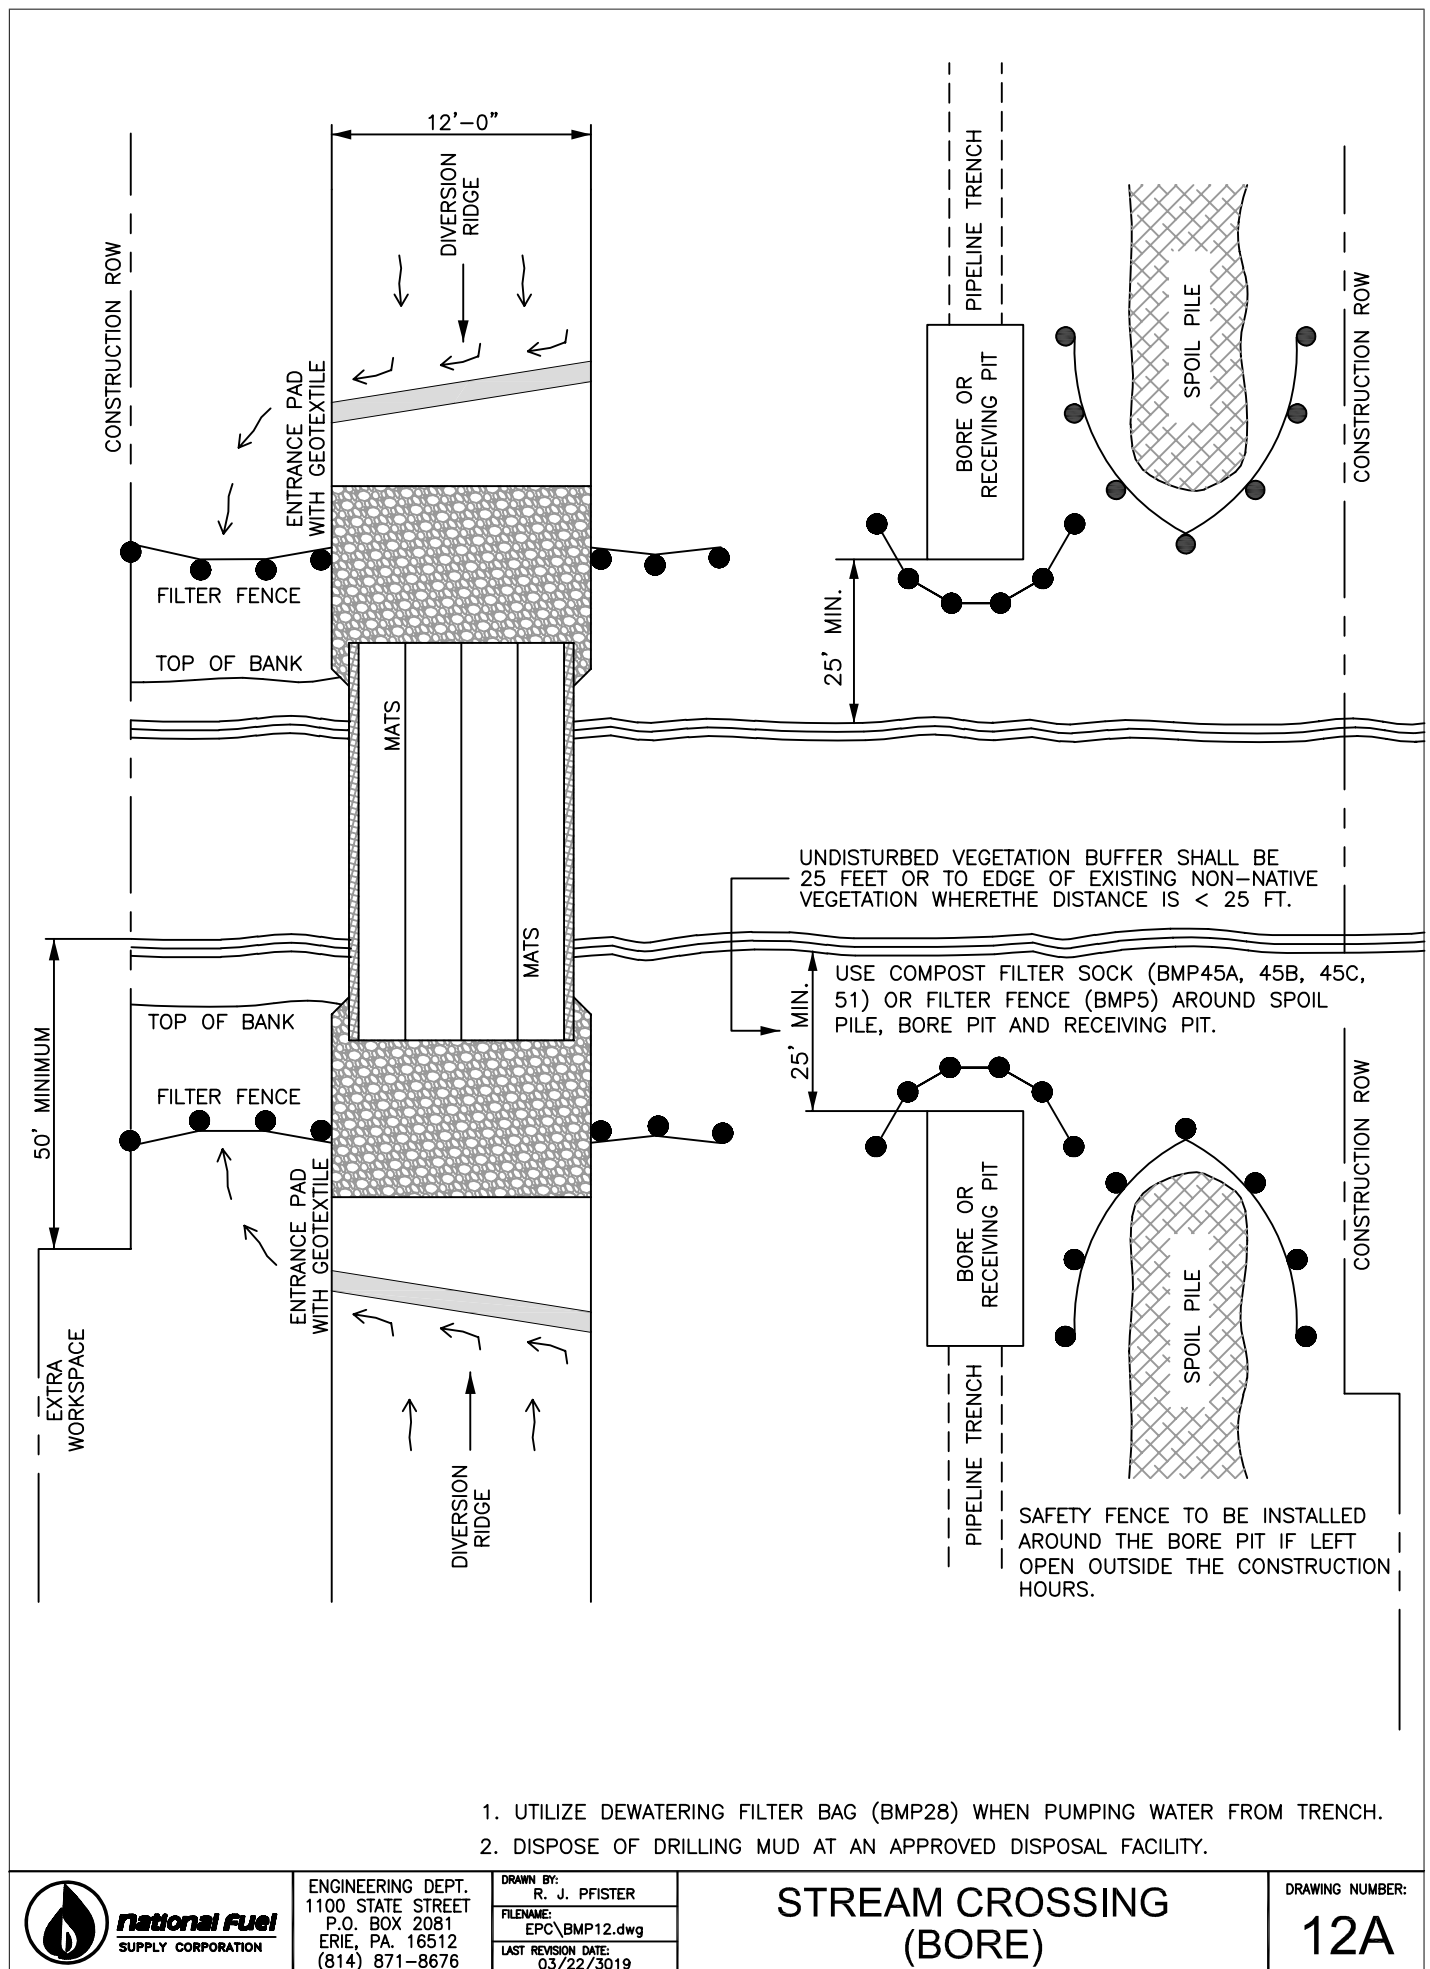 12'-0"
DIVERSION
RIDGE
CONSTRUCTION ROW
ENTRANCE PAD
WITH GEOTEXTILE
PIPELINE TRENCH
BORE OR
RECEIVING PIT
SPOIL PILE
CONSTRUCTION ROW
FILTER FENCE
TOP OF BANK
25' MIN.
MATS
UNDISTURBED VEGETATION BUFFER SHALL BE
25 FEET OR TO EDGE OF EXISTING NON-NATIVE
VEGETATION WHERETHE DISTANCE IS < 25 FT.
MATS
USE COMPOST FILTER SOCK (BMP45A, 45B, 45C,
51) OR FILTER FENCE (BMP5) AROUND SPOIL
PILE, BORE PIT AND RECEIVING PIT.
25' MIN.
TOP OF BANK
50' MINIMUM
FILTER FENCE
ENTRANCE PAD
WITH GEOTEXTILE
BORE OR
RECEIVING PIT
SPOIL PILE
CONSTRUCTION ROW
EXTRA
WORKSPACE
DIVERSION
RIDGE
PIPELINE TRENCH
SAFETY FENCE TO BE INSTALLED
AROUND THE BORE PIT IF LEFT
OPEN OUTSIDE THE CONSTRUCTION
HOURS.
1. UTILIZE DEWATERING FILTER BAG (BMP28) WHEN PUMPING WATER FROM TRENCH.
2. DISPOSE OF DRILLING MUD AT AN APPROVED DISPOSAL FACILITY.
national Fuel
SUPPLY CORPORATION
ENGINEERING DEPT.
1100 STATE STREET
P.O. BOX 2081
ERIE, PA. 16512
(814) 871-8676
DRAWN BY:
R. J. PFISTER
FILENAME:
EPC\BMP12.dwg
LAST REVISION DATE:
03/22/3019
STREAM CROSSING
(BORE)
DRAWING NUMBER:
12A